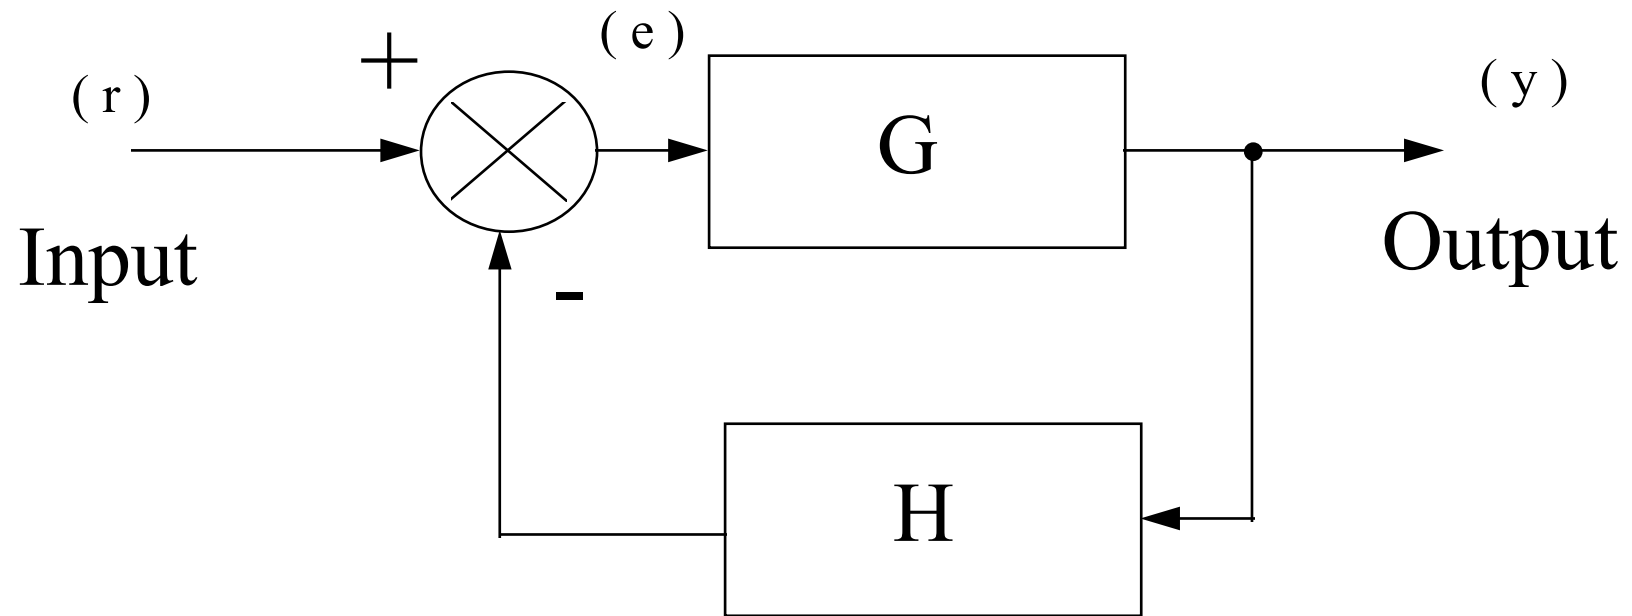 ( e )
+
( r )
( y )
G
Input
Output
-
H